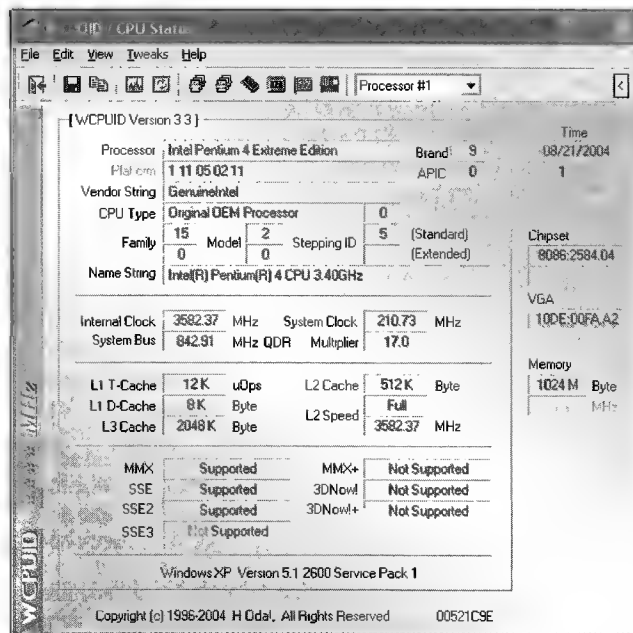 CPU Status
File Edit View Tweaks Help
Processor #1
[WCPUID Version 3 3]
Time
Processor Intel Pentium 4 Extreme Edition Brand 9 08/21/2004
Platform 1 11 05 02 11 APIC 0 1
Vendor String GenuineIntel
CPU Type Original OEM Processor 0
Family 15 Model 2 Stepping ID 5 (Standard)
0 0 (Extended)
Chipset
8086:2584.04
Name String Intel(R) Pentium(R) 4 CPU 3.40GHz
VGA
10DE:00FA.A2
Internal Clock 3582.37 MHz System Clock 210.73 MHz
System Bus 842.91 MHz QDR Multiplier 17.0
Memory
1024 M Byte
MHz
L1 T-Cache 12 K uOps L2 Cache 512 K Byte
L1 D-Cache 8 K Byte L2 Speed Full
L3 Cache 2048 K Byte 3582.37 MHz
MMX Supported MMX+ Not Supported
SSE Supported 3DNow! Not Supported
SSE2 Supported 3DNow!+ Not Supported
SSE3 Not Supported
Windows XP Version 5.1 2600 Service Pack 1
WCPUID
Copyright (c) 1996-2004 H Oda!, All Rights Reserved 00521C9E